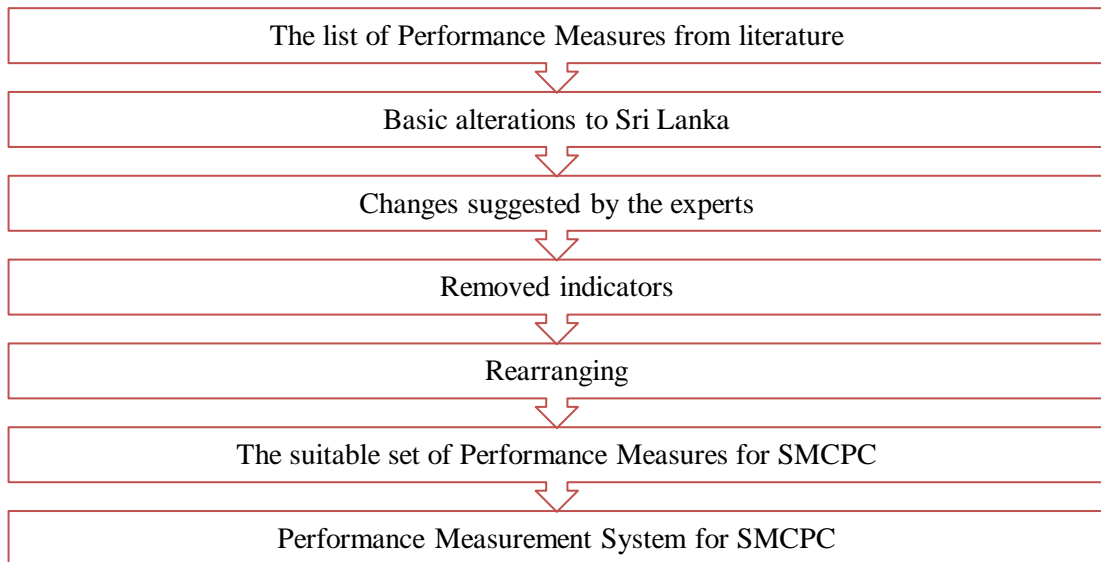 The list of Performance Measures from literature
Basic alterations to Sri Lanka
Changes suggested by the experts
Removed indicators
Rearranging
The suitable set of Performance Measures for SMCPC
Performance Measurement System for SMCPC